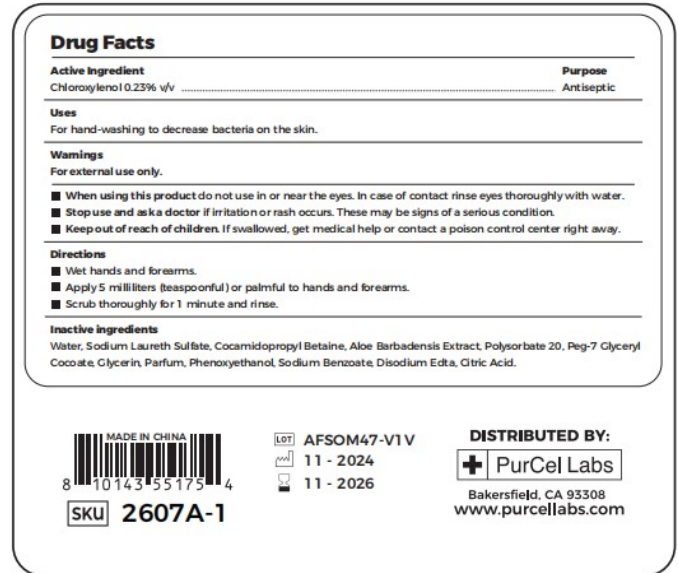 Drug Facts
Active Ingredient Purpose
Chloroxylenol 0.23% v/v ........ Antiseptic
Uses
For hand-washing to decrease bacteria on the skin.
Warnings
For external use only.
■ When using this product do not use in or near the eyes. In case of contact rinse eyes thoroughly with water.
■ Stop use and ask a doctor if irritation or rash occurs. These may be signs of a serious condition.
■ Keep out of reach of children. If swallowed, get medical help or contact a poison control center right away.
Directions
■ Wet hands and forearms.
■ Apply 5 milliliters (teaspoonful) or palmful to hands and forearms.
■ Scrub thoroughly for 1 minute and rinse.
Inactive ingredients
Water, Sodium Laureth Sulfate, Cocamidopropyl Betaine, Aloe Barbadensis Extract, Polysorbate 20, Peg-7 Glyceryl
Cocoate, Glycerin, Parfum, Phenoxyethanol, Sodium Benzoate, Disodium Edta, Citric Acid.
MADE IN CHINA
8 10143 55175 4
SKU 2607A-1
LOT AFSOM47-V1 V
11 - 2024
11 - 2026
DISTRIBUTED BY:
PurCel Labs
Bakersfield, CA 93308
www.purcellabs.com